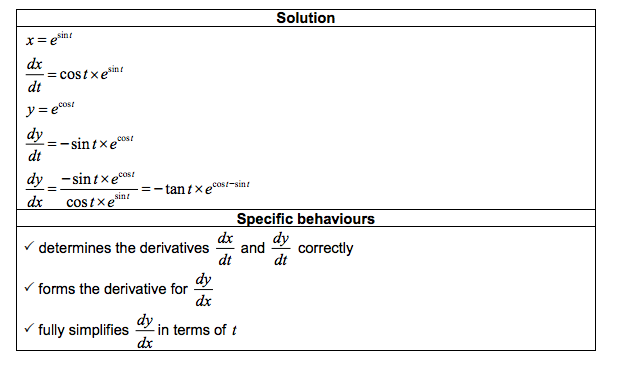 Solution
x = e^{sin t}
dx/dt = cos t × e^{sin t}
y = e^{cos t}
dy/dt = − sin t × e^{cos t}
dy/dx = − sin t × e^{cos t} / cos t × e^{sin t} = − tan t × e^{cos t − sin t}
Specific behaviours
✓ determines the derivatives dx/dt and dy/dt correctly
✓ forms the derivative for dy/dx
✓ fully simplifies dy/dx in terms of t